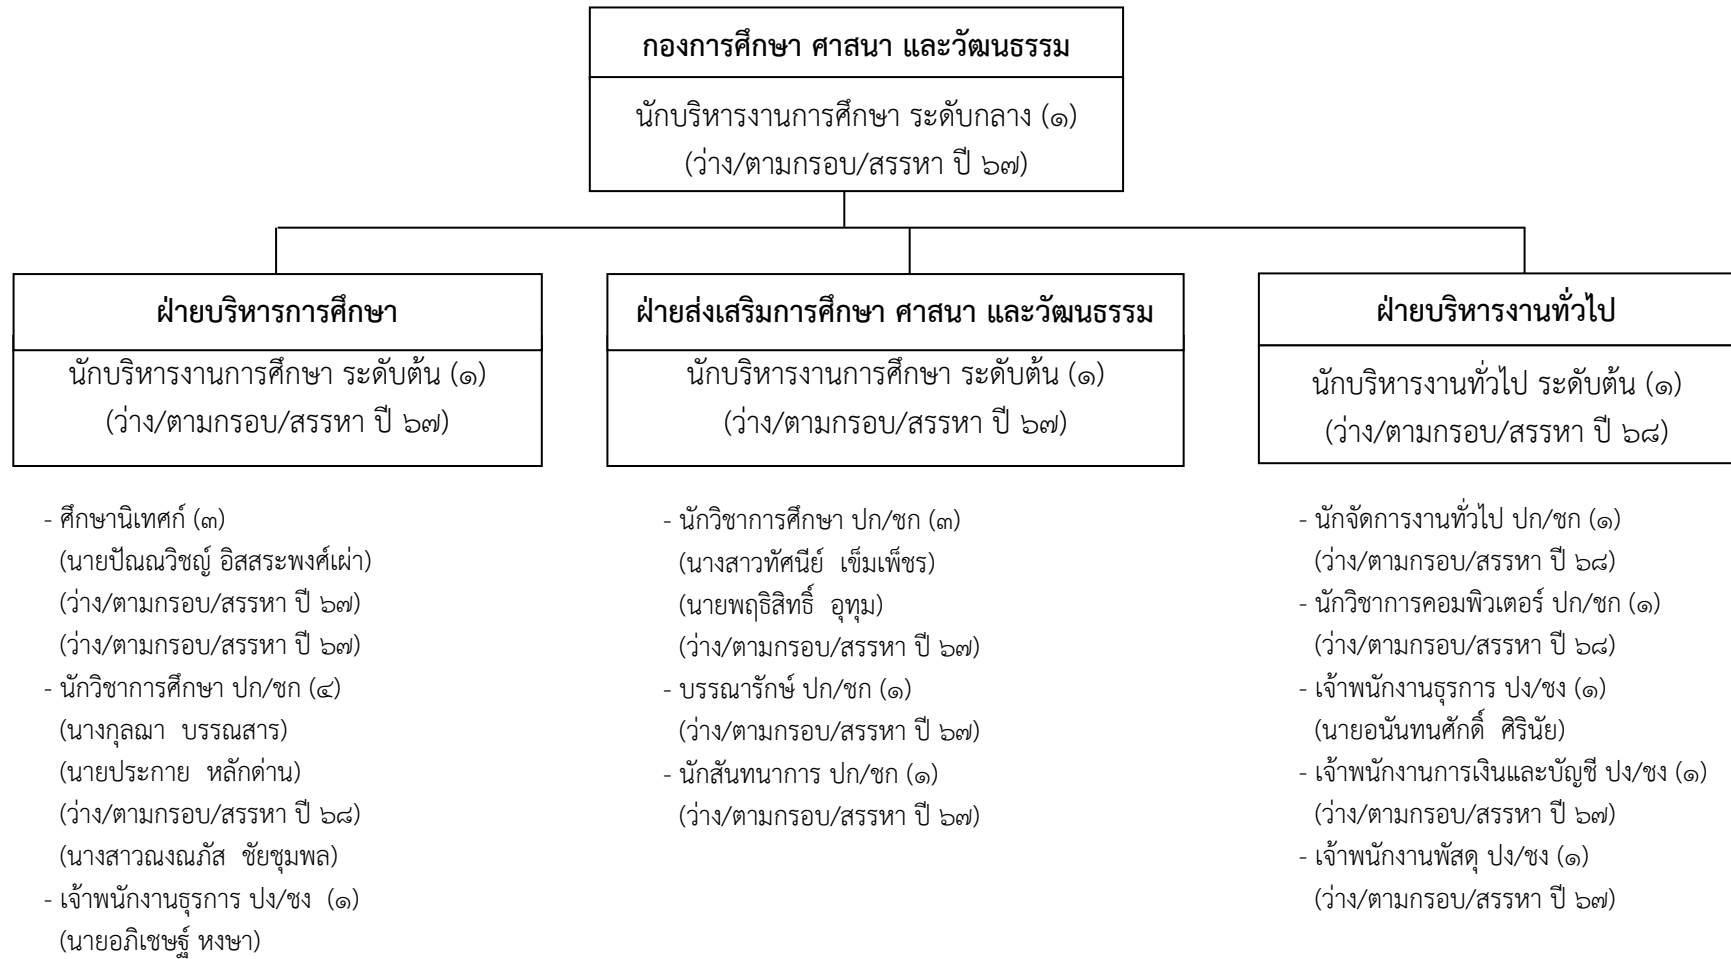 กองการศึกษา ศาสนา และวัฒนธรรม
นักบริหารงานการศึกษา ระดับกลาง (๑)
(ว่าง/ตามกรอบ/สรรหา ปี ๖๗)
ฝ่ายบริหารการศึกษา
นักบริหารงานการศึกษา ระดับต้น (๑)
(ว่าง/ตามกรอบ/สรรหา ปี ๖๗)
- ศึกษานิเทศก์ (๓)
(นายปัณณวิชญ์ อิสสระพงศ์เผ่า)
(ว่าง/ตามกรอบ/สรรหา ปี ๖๗)
(ว่าง/ตามกรอบ/สรรหา ปี ๖๗)
- นักวิชาการศึกษา ปก/ชก (๔)
(นางกุลฌา บรรณสาร)
(นายประกาย หลักด่าน)
(ว่าง/ตามกรอบ/สรรหา ปี ๖๘)
(นางสาวณงณภัส ชัยชุมพล)
- เจ้าพนักงานธุรการ ปง/ชง (๑)
(นายอภิเชษฐ์ หงษา)
ฝ่ายส่งเสริมการศึกษา ศาสนา และวัฒนธรรม
นักบริหารงานการศึกษา ระดับต้น (๑)
(ว่าง/ตามกรอบ/สรรหา ปี ๖๗)
- นักวิชาการศึกษา ปก/ชก (๓)
(นางสาวทัศนีย์ เข็มเพ็ชร)
(นายพฤธิสิทธิ์ อุทุม)
(ว่าง/ตามกรอบ/สรรหา ปี ๖๗)
- บรรณารักษ์ ปก/ชก (๑)
(ว่าง/ตามกรอบ/สรรหา ปี ๖๗)
- นักสันทนาการ ปก/ชก (๑)
(ว่าง/ตามกรอบ/สรรหา ปี ๖๗)
ฝ่ายบริหารงานทั่วไป
นักบริหารงานทั่วไป ระดับต้น (๑)
(ว่าง/ตามกรอบ/สรรหา ปี ๖๘)
- นักจัดการงานทั่วไป ปก/ชก (๑)
(ว่าง/ตามกรอบ/สรรหา ปี ๖๘)
- นักวิชาการคอมพิวเตอร์ ปก/ชก (๑)
(ว่าง/ตามกรอบ/สรรหา ปี ๖๘)
- เจ้าพนักงานธุรการ ปง/ชง (๑)
(นายอนันทนศักดิ์ ศิรินัย)
- เจ้าพนักงานการเงินและบัญชี ปง/ชง (๑)
(ว่าง/ตามกรอบ/สรรหา ปี ๖๗)
- เจ้าพนักงานพัสดุ ปง/ชง (๑)
(ว่าง/ตามกรอบ/สรรหา ปี ๖๗)